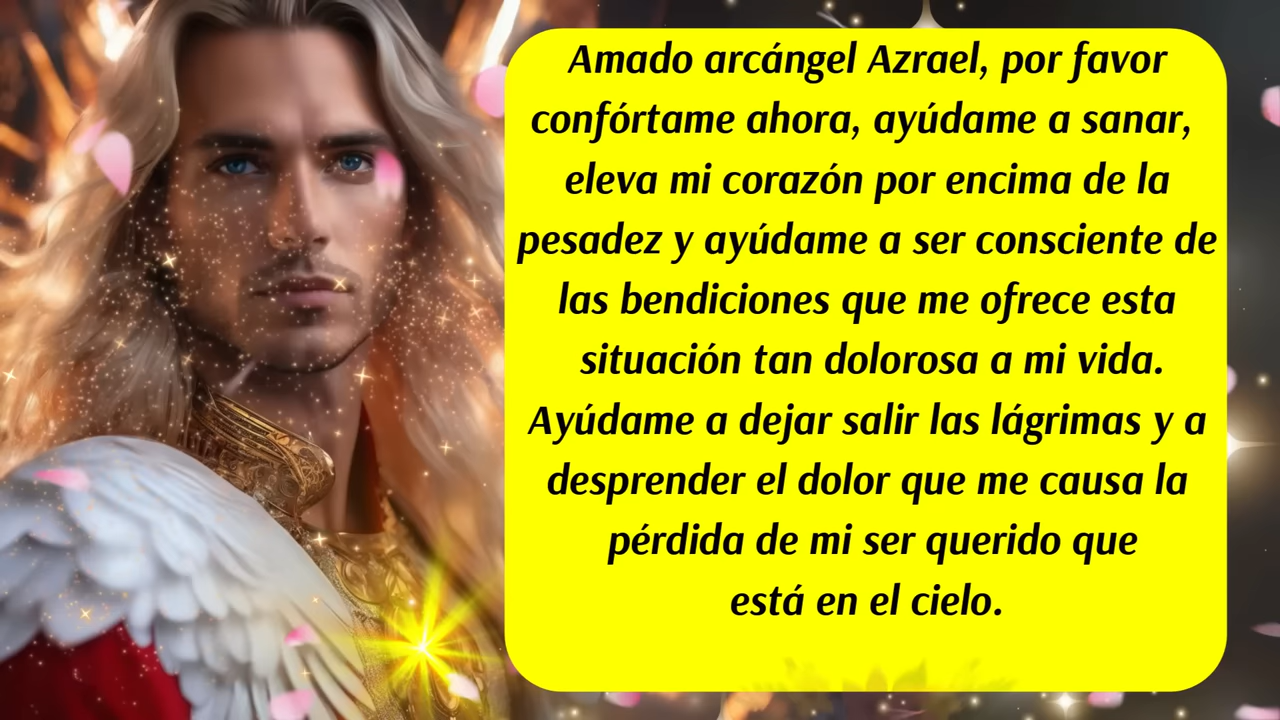 Amado arcángel Azrael, por favor
confórtame ahora, ayúdame a sanar,
eleva mi corazón por encima de la
pesadez y ayúdame a ser consciente de
las bendiciones que me ofrece esta
situación tan dolorosa a mi vida.
Ayúdame a dejar salir las lágrimas y a
desprender el dolor que me causa la
pérdida de mi ser querido que
está en el cielo.